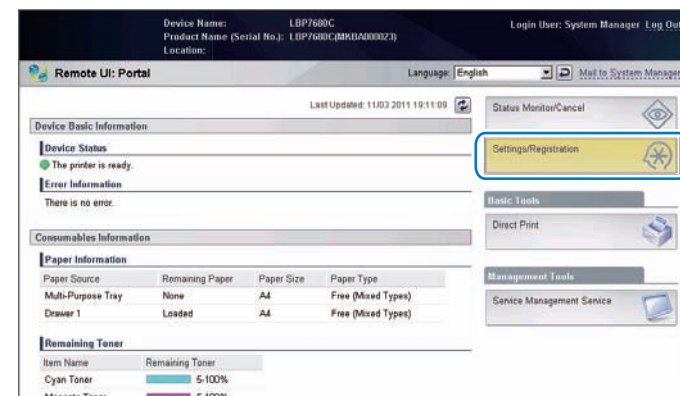 Device Name: LBP7680C
Product Name (Serial No.): LBP7680C(MKBA000023)
Location:
Login User: System Manager Log Out
Remote UI: Portal
Language: English
Mail to System Manager
Last Updated: 11/03 2011 19:11:09
Device Basic Information
Device Status
The printer is ready.
Error Information
There is no error.
Consumables Information
Paper Information
Paper Source Remaining Paper Paper Size Paper Type
Multi-Purpose Tray None A4 Free (Mixed Types)
Drawer 1 Loaded A4 Free (Mixed Types)
Remaining Toner
Item Name Remaining Toner
Cyan Toner 5-100%
Magenta Toner 5-100%
Status Monitor/Cancel
Settings/Registration
Basic Tools
Direct Print
Management Tools
Service Management Service